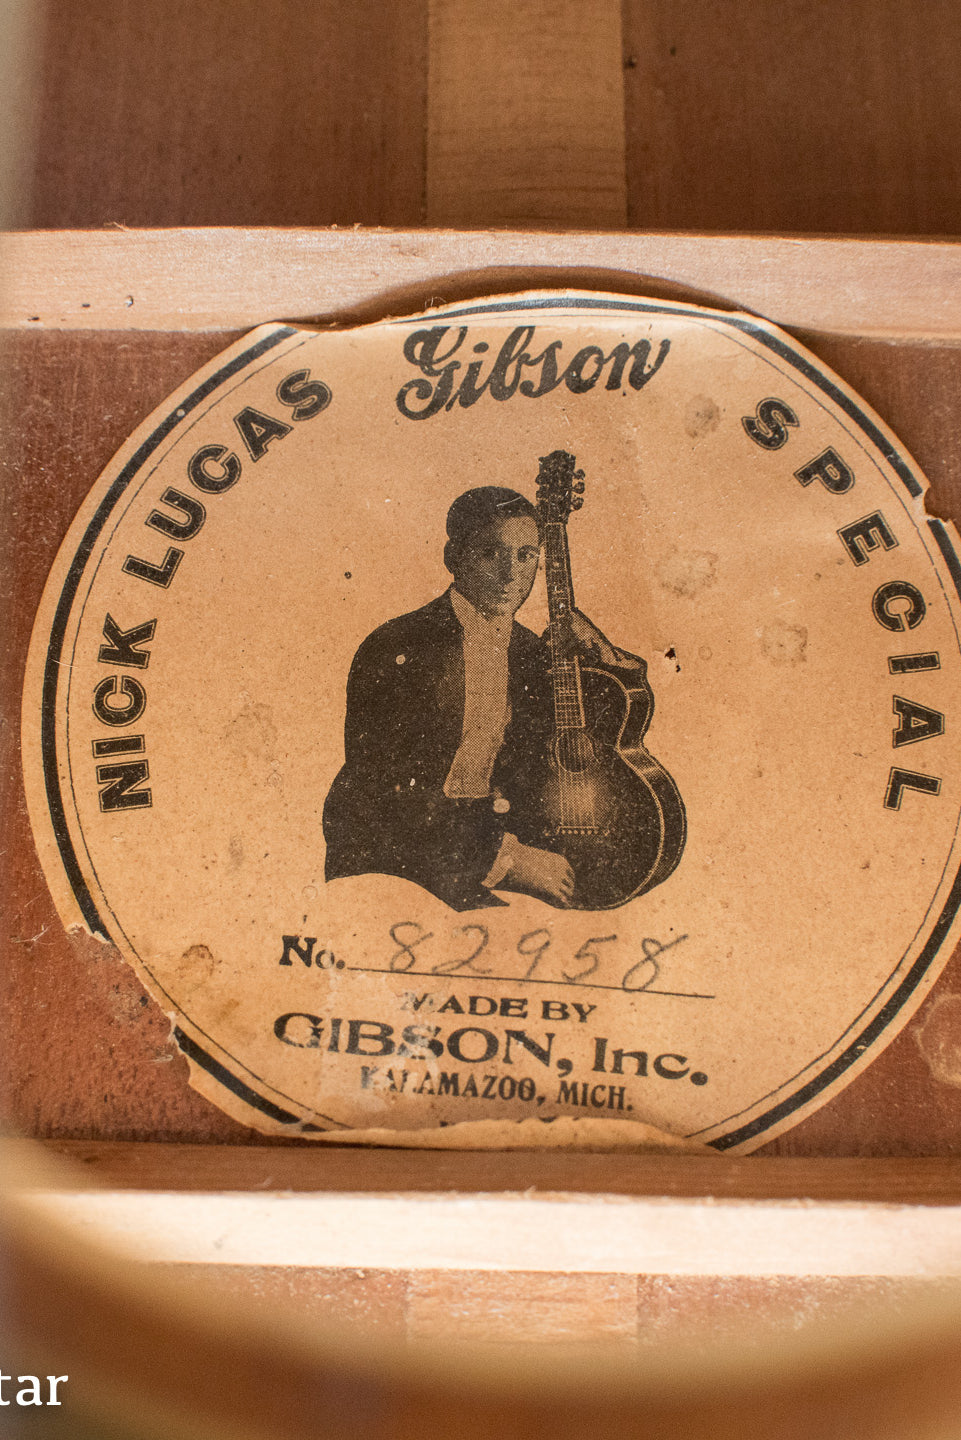 NICK LUCAS Gibson SPECIAL
No. 82958
MADE BY
GIBSON, Inc.
KALAMAZOO, MICH.
tar